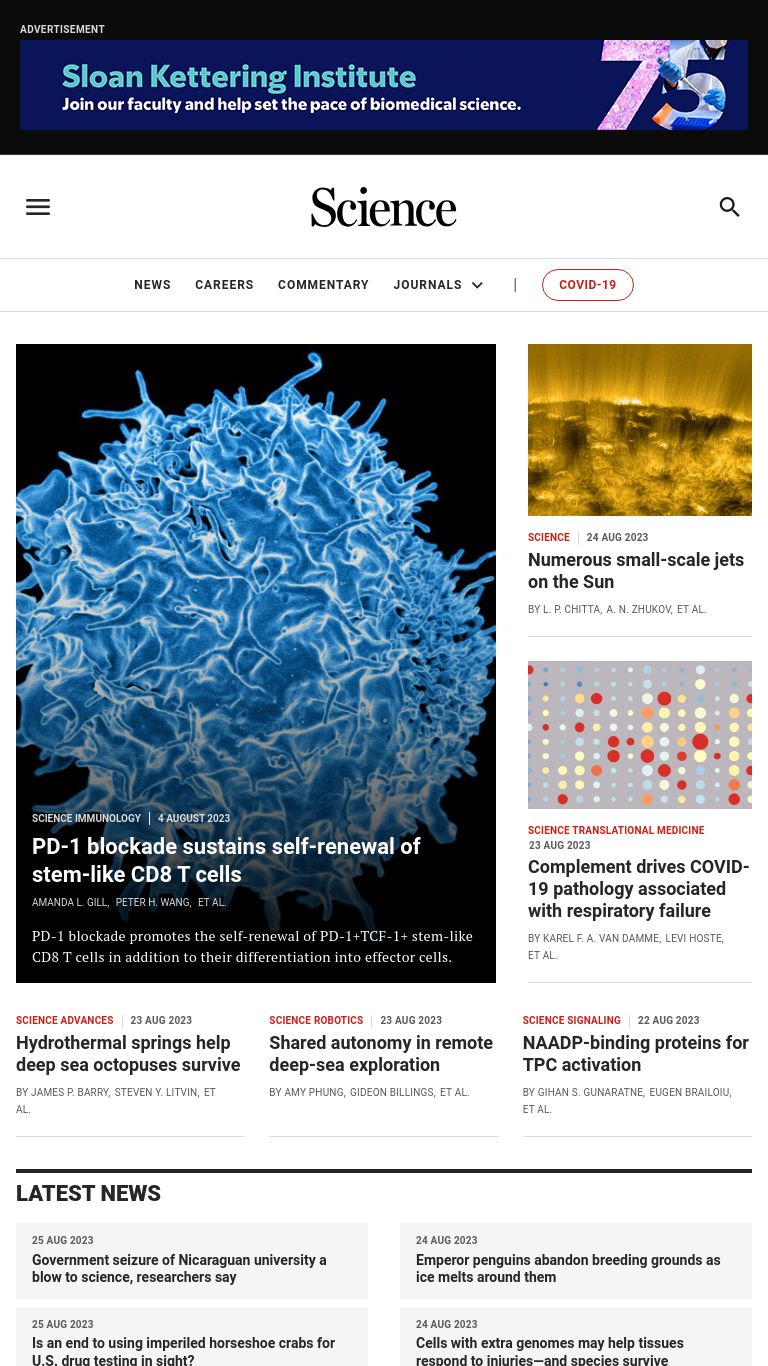 ADVERTISEMENT
Sloan Kettering Institute
Join our faculty and help set the pace of biomedical science.
75
Science
NEWS CAREERS COMMENTARY JOURNALS | COVID-19
SCIENCE IMMUNOLOGY | 4 AUGUST 2023
PD-1 blockade sustains self-renewal of
stem-like CD8 T cells
AMANDA L. GILL, PETER H. WANG, ET AL.
PD-1 blockade promotes the self-renewal of PD-1+TCF-1+ stem-like
CD8 T cells in addition to their differentiation into effector cells.
SCIENCE | 24 AUG 2023
Numerous small-scale jets
on the Sun
BY L. P. CHITTA, A. N. ZHUKOV, ET AL.
SCIENCE TRANSLATIONAL MEDICINE
23 AUG 2023
Complement drives COVID-
19 pathology associated
with respiratory failure
BY KAREL F. A. VAN DAMME, LEVI HOSTE,
ET AL.
SCIENCE ADVANCES | 23 AUG 2023
Hydrothermal springs help
deep sea octopuses survive
BY JAMES P. BARRY, STEVEN Y. LITVIN, ET
AL.
SCIENCE ROBOTICS | 23 AUG 2023
Shared autonomy in remote
deep-sea exploration
BY AMY PHUNG, GIDEON BILLINGS, ET AL.
SCIENCE SIGNALING | 22 AUG 2023
NAADP-binding proteins for
TPC activation
BY GIHAN S. GUNARATNE, EUGEN BRAILOIU,
ET AL.
LATEST NEWS
25 AUG 2023
Government seizure of Nicaraguan university a
blow to science, researchers say
24 AUG 2023
Emperor penguins abandon breeding grounds as
ice melts around them
25 AUG 2023
Is an end to using imperiled horseshoe crabs for
U.S. drug testing in sight?
24 AUG 2023
Cells with extra genomes may help tissues
respond to injuries—and species survive